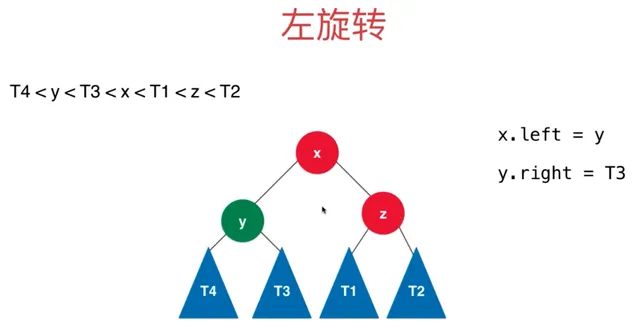 左旋转
T4 < y < T3 < x < T1 < z < T2
x.left = y
y.right = T3
x
y
z
T4
T3
T1
T2